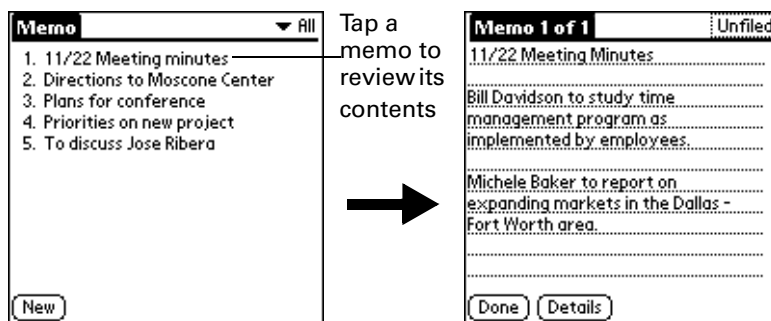 Memo
All
1. 11/22 Meeting minutes
2. Directions to Moscone Center
3. Plans for conference
4. Priorities on new project
5. To discuss Jose Ribera
New
Tap a
memo to
review its
contents
Memo 1 of 1
Unfiled
11/22 Meeting Minutes
Bill Davidson to study time
management program as
implemented by employees.
Michele Baker to report on
expanding markets in the Dallas -
Fort Worth area.
Done
Details